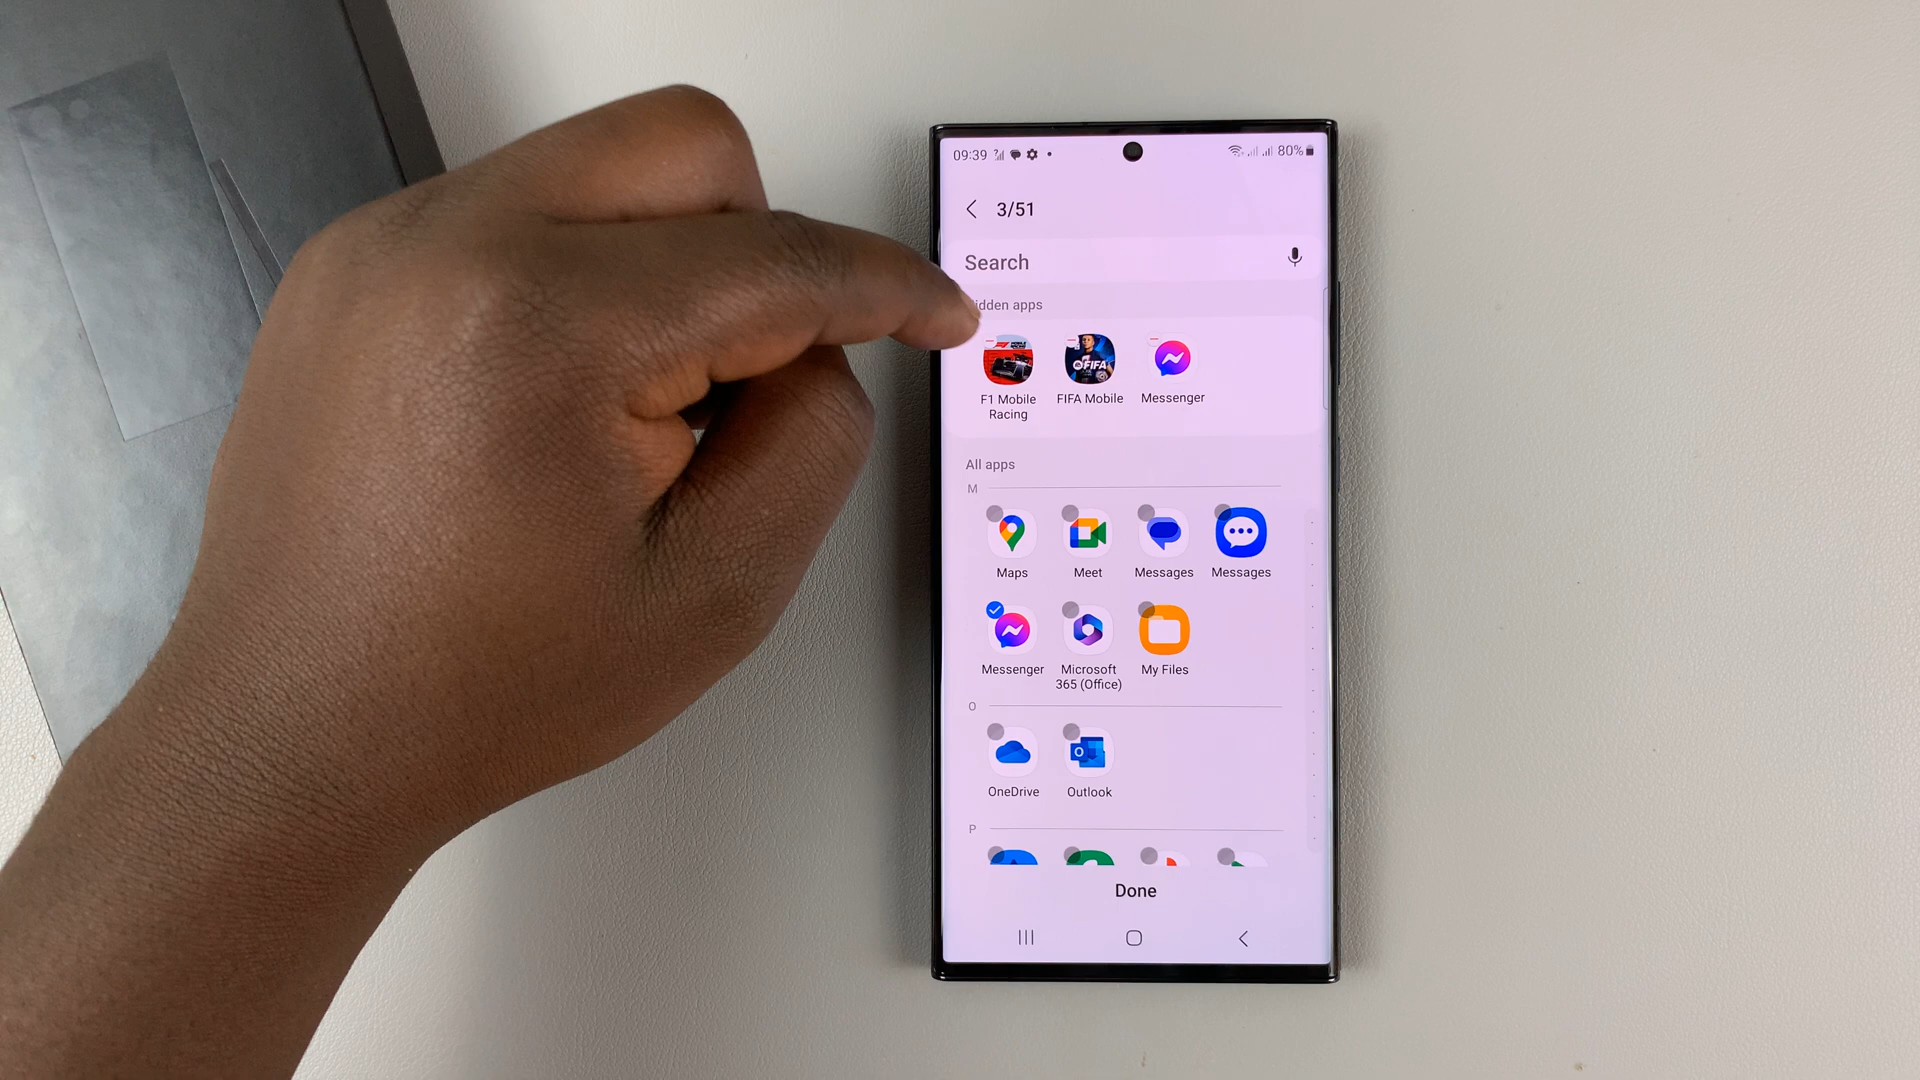 09:39
80%
3/51
Search
idden apps
FIFA
F1 Mobile
Racing
FIFA Mobile
Messenger
All apps
M
Maps
Meet
Messages
Messages
Messenger
Microsoft
365 (Office)
My Files
O
OneDrive
Outlook
P
Done